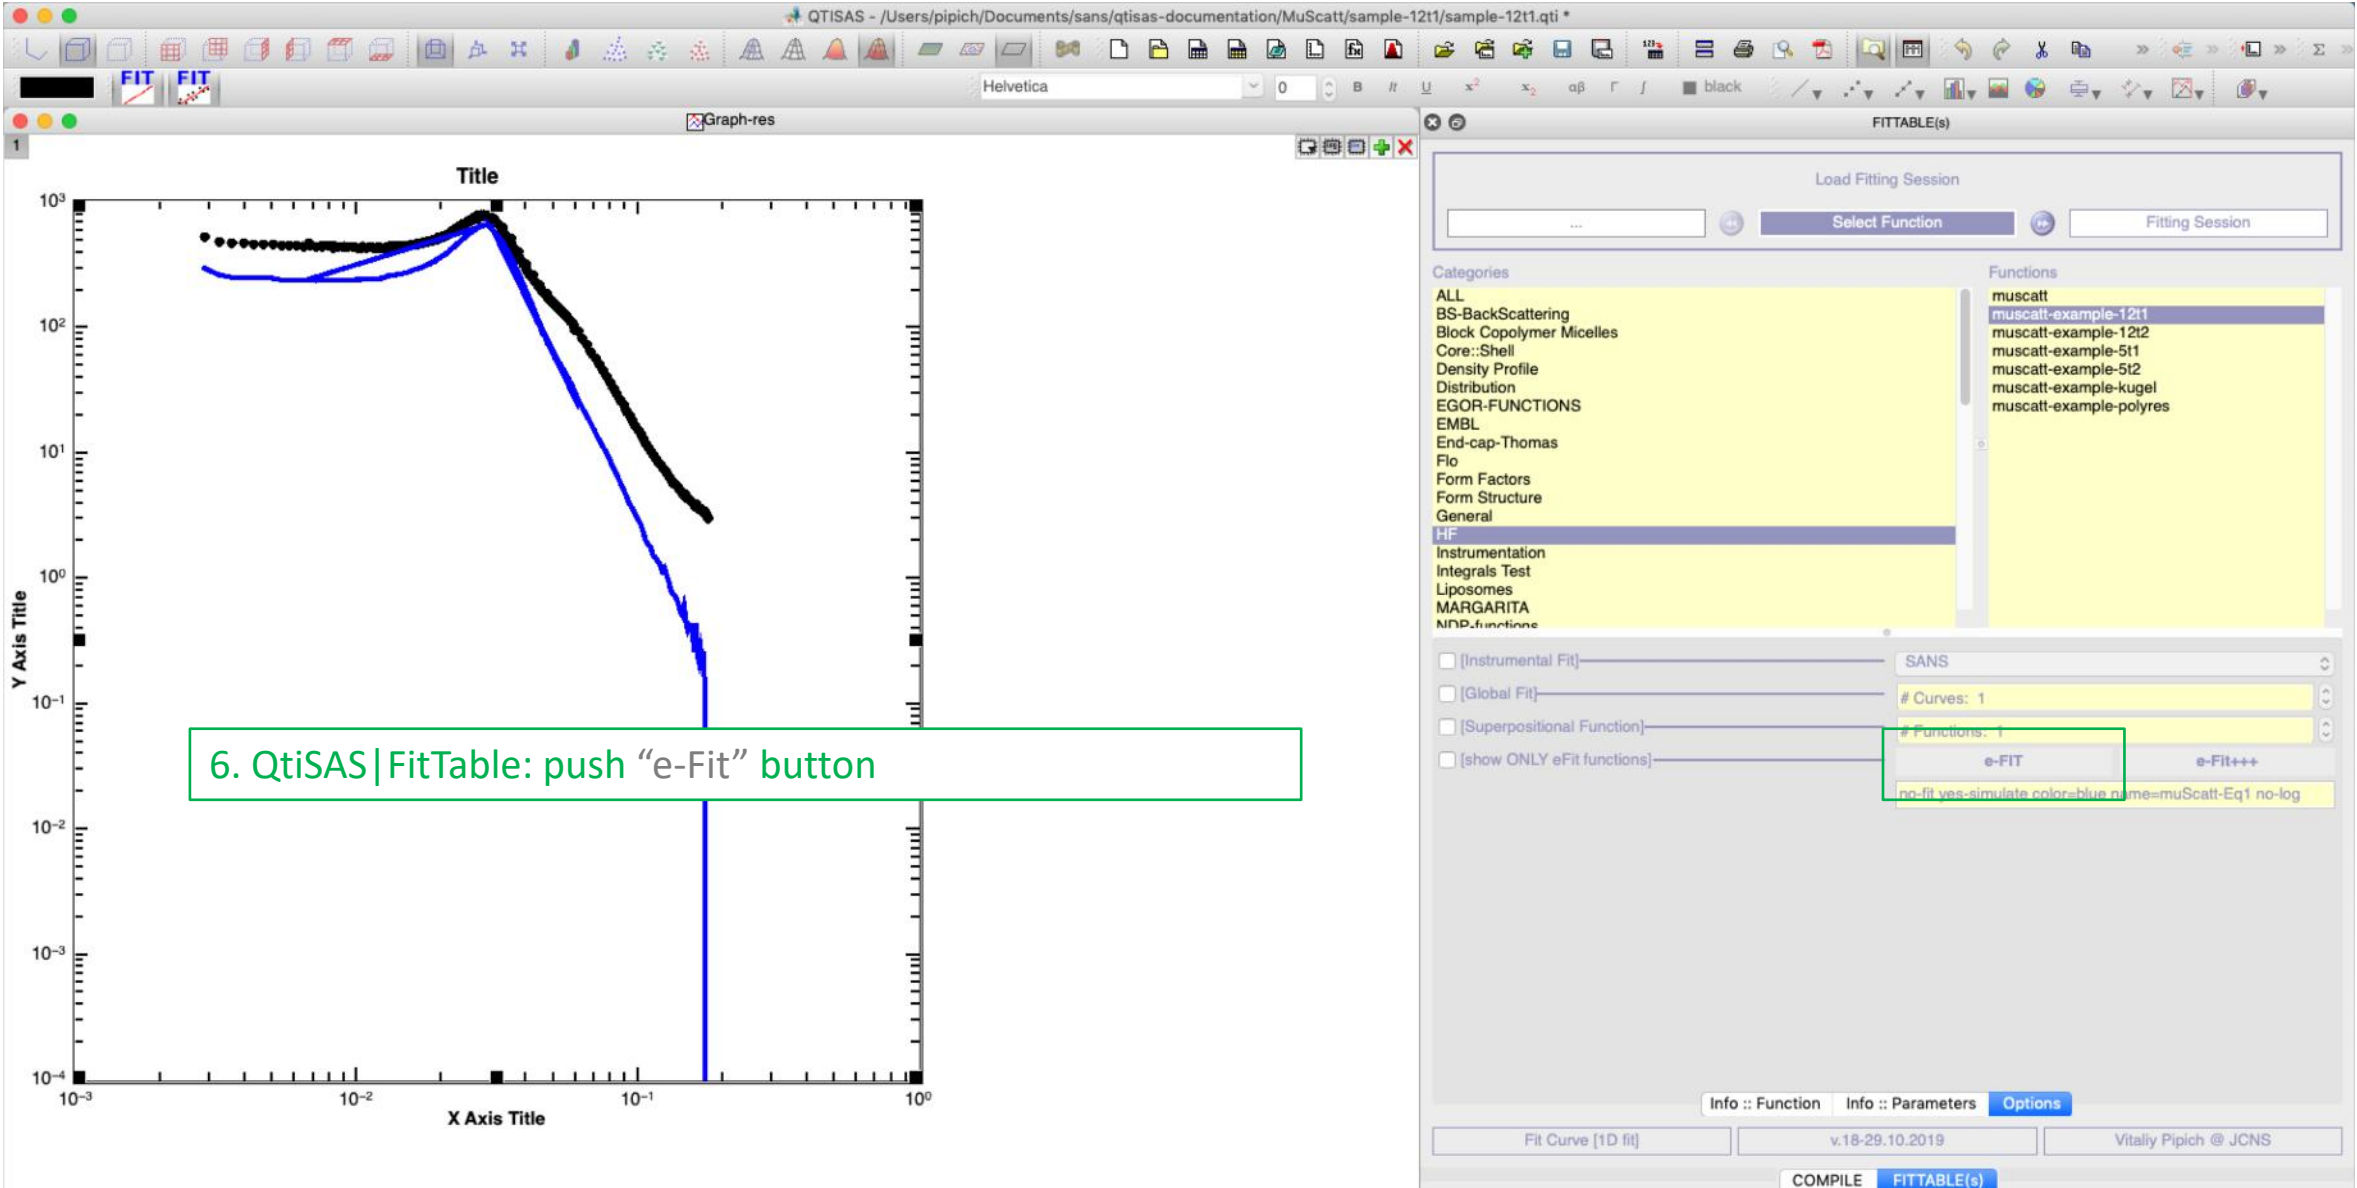 QTISAS - /Users/pipich/Documents/sans/qtisas-documentation/MuScatt/sample-12t1/sample-12t1.qti *
FIT FIT
Helvetica 0 B It U x² x₂ αβ Γ ∫ black
Graph-res
1
Title
10³
10²
10¹
10⁰
10⁻¹
10⁻²
10⁻³
10⁻⁴
Y Axis Title
10⁻³ 10⁻² 10⁻¹ 10⁰
X Axis Title
6. QtiSAS|FitTable: push “e-Fit” button
FITTABLE(s)
Load Fitting Session
... Select Function Fitting Session
Categories
ALL
BS-BackScattering
Block Copolymer Micelles
Core::Shell
Density Profile
Distribution
EGOR-FUNCTIONS
EMBL
End-cap-Thomas
Flo
Form Factors
Form Structure
General
HF
Instrumentation
Integrals Test
Liposomes
MARGARITA
NDP-functions
Functions
muscatt
muscatt-example-12t1
muscatt-example-12t2
muscatt-example-5t1
muscatt-example-5t2
muscatt-example-kugel
muscatt-example-polyres
[Instrumental Fit] SANS
[Global Fit] # Curves: 1
[Superpositional Function] # Functions: 1
[show ONLY eFit functions] e-FIT e-Fit+++
no-fit yes-simulate color=blue name=muScatt-Eq1 no-log
Info :: Function Info :: Parameters Options
Fit Curve [1D fit] v.18-29.10.2019 Vitaliy Pipich @ JCNS
COMPILE FITTABLE(s)